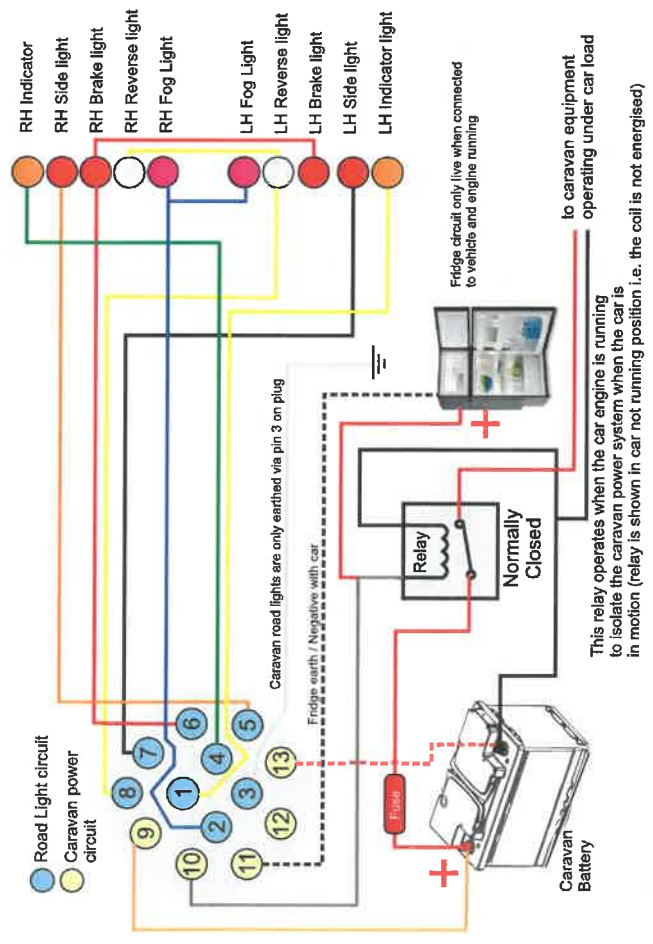 RH Indicator
RH Side light
RH Brake light
RH Reverse light
RH Fog Light
LH Fog Light
LH Reverse light
LH Brake light
LH Side light
LH Indicator light
Road Light circuit
Caravan power
circuit
1
2
3
4
5
6
7
8
9
10
11
12
13
Caravan road lights are only earthed via pin 3 on plug
Fridge earth / Negative with car
Fridge circuit only live when connected
to vehicle and engine running
+
Relay
Normally
Closed
to caravan equipment
operating under car load
Fuse
+
Caravan
Battery
This relay operates when the car engine is running
to isolate the caravan power system when the car is
in motion (relay is shown in car not running position i.e. the coil is not energised)